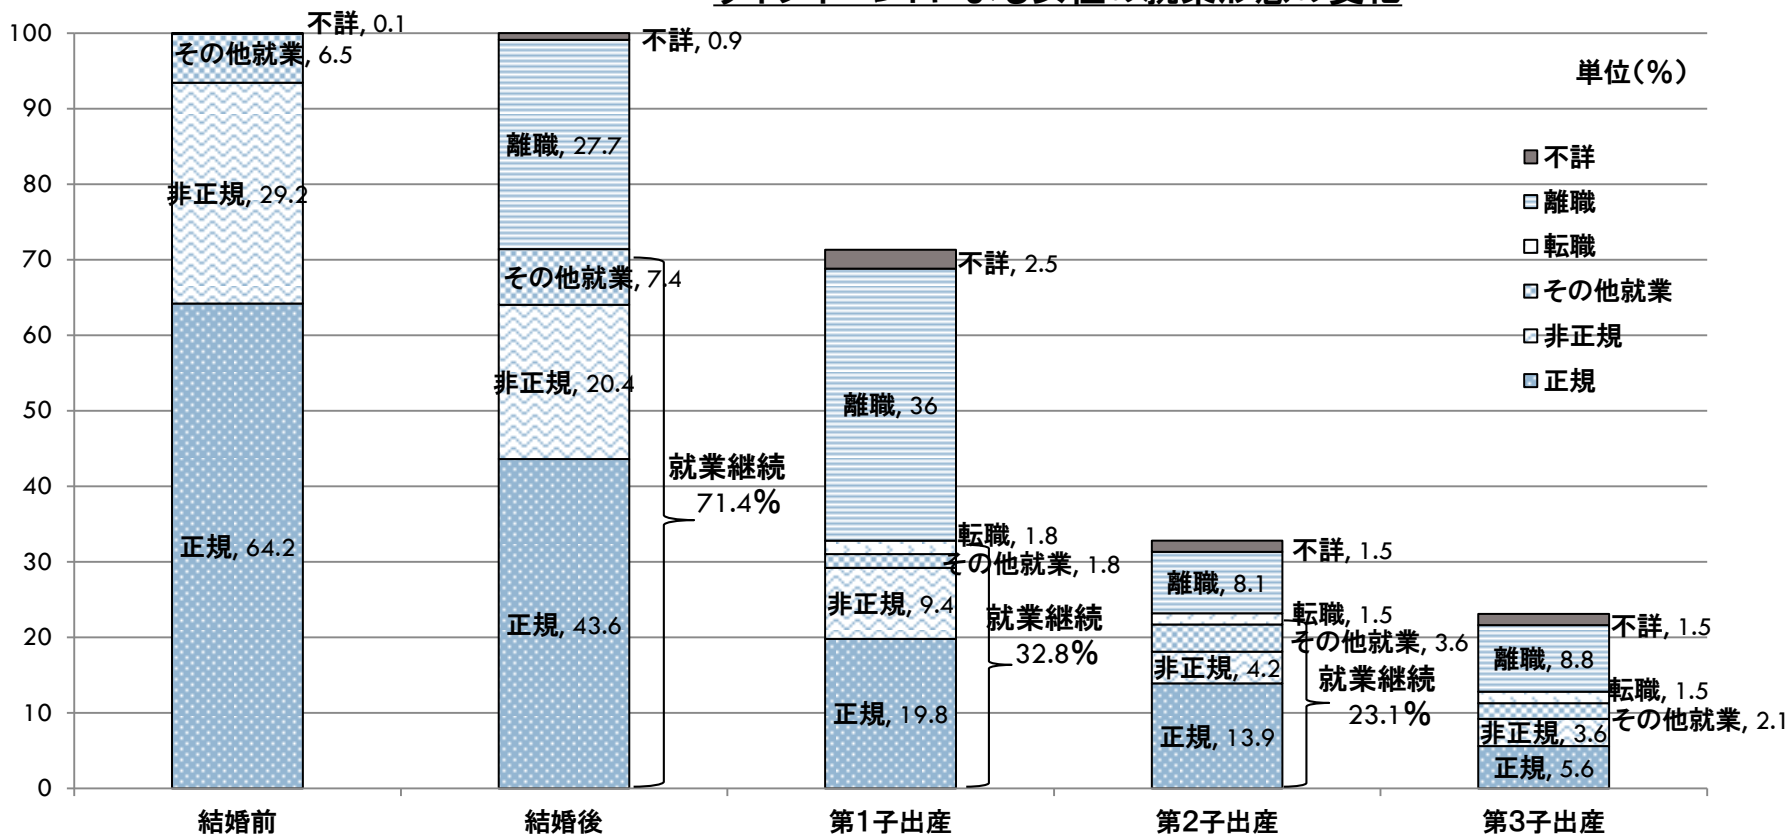 100
90
80
70
60
50
40
30
20
10
0
単位(%)
不詳, 0.1
その他就業, 6.5
非正規, 29.2
正規, 64.2
不詳, 0.9
離職, 27.7
その他就業, 7.4
非正規, 20.4
正規, 43.6
就業継続
71.4%
不詳, 2.5
離職, 36
転職, 1.8
その他就業, 1.8
非正規, 9.4
正規, 19.8
就業継続
32.8%
不詳, 1.5
離職, 8.1
転職, 1.5
その他就業, 3.6
非正規, 4.2
正規, 13.9
就業継続
23.1%
不詳, 1.5
離職, 8.8
転職, 1.5
その他就業, 2.1
非正規, 3.6
正規, 5.6
不詳
離職
転職
その他就業
非正規
正規
結婚前
結婚後
第1子出産
第2子出産
第3子出産